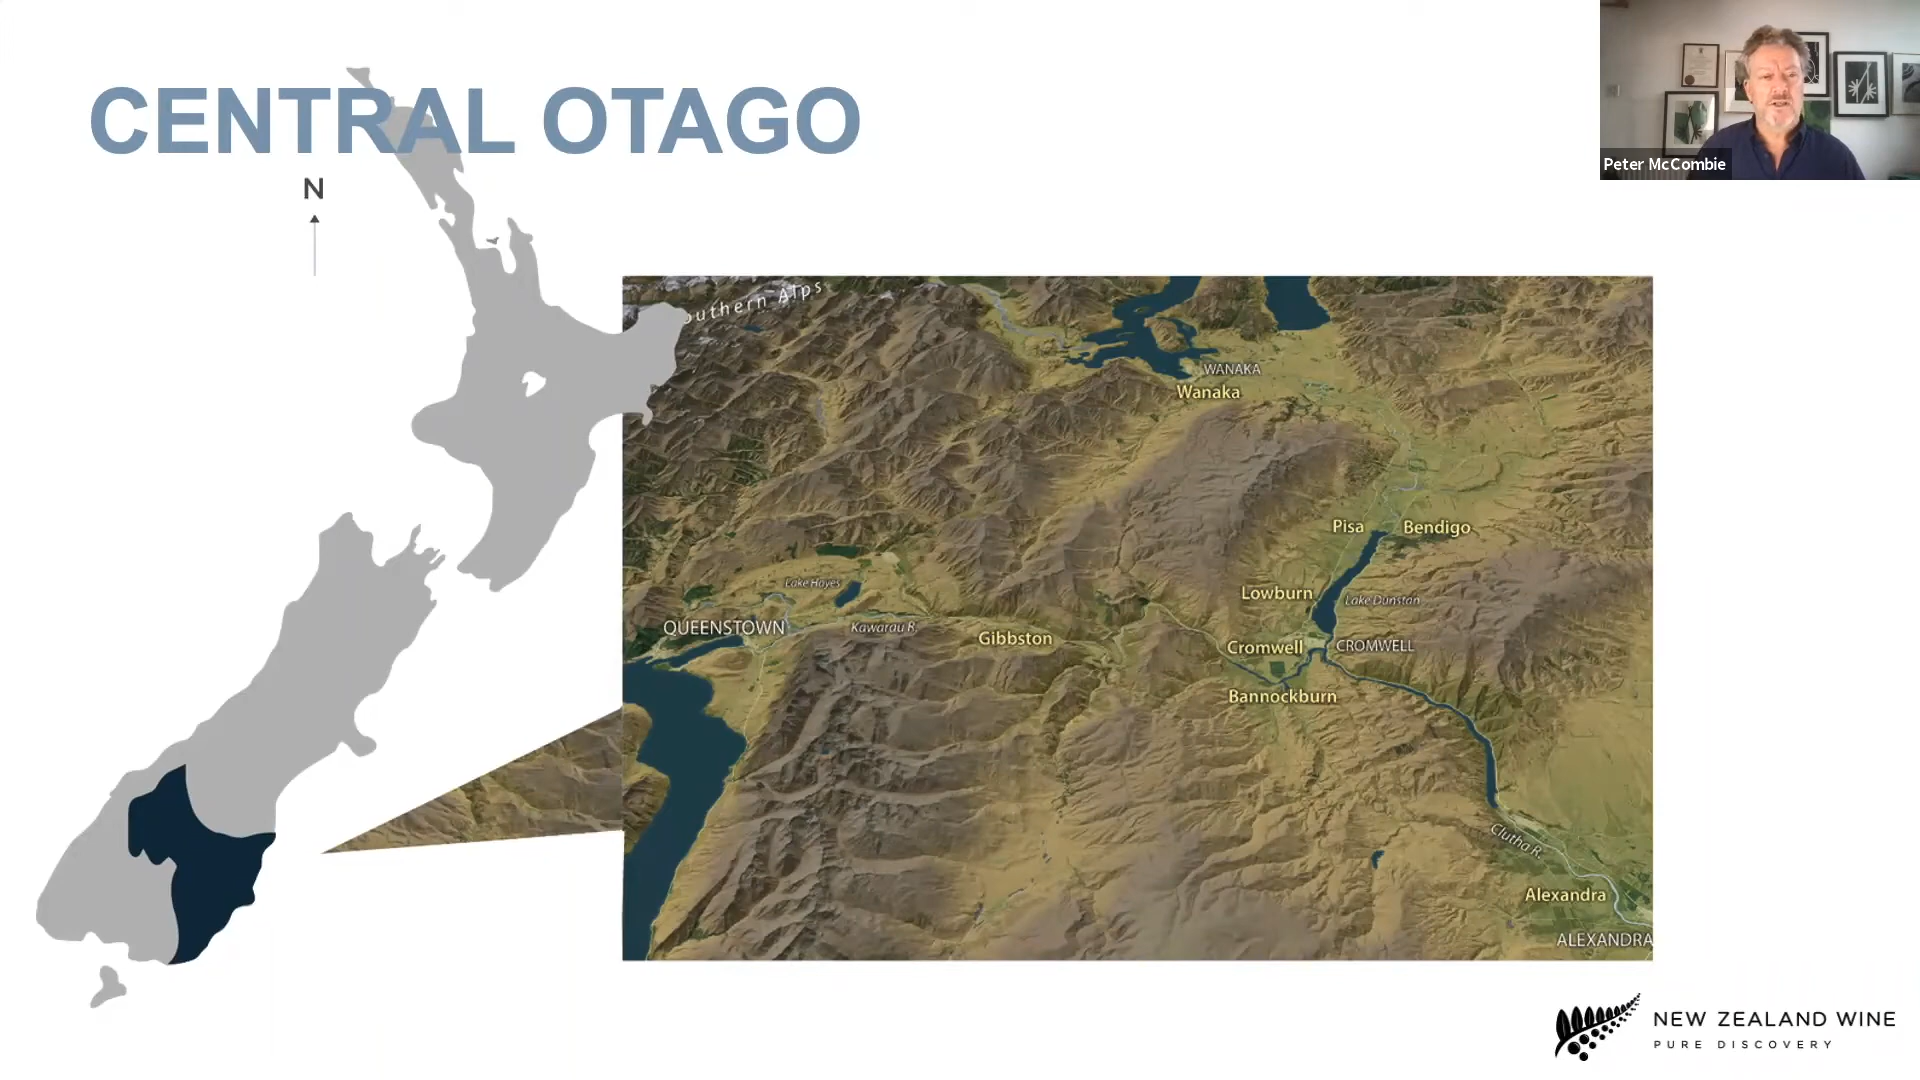 CENTRAL OTAGO
N
Peter McCombie
outhern Alps
WANAKA
Wanaka
Pisa
Bendigo
Lake Hayes
Lowburn
Lake Dunstan
QUEENSTOWN
Kawarau R.
Gibbston
Cromwell
CROMWELL
Bannockburn
Clutha R.
Alexandra
ALEXANDRA
NEW ZEALAND WINE
PURE DISCOVERY